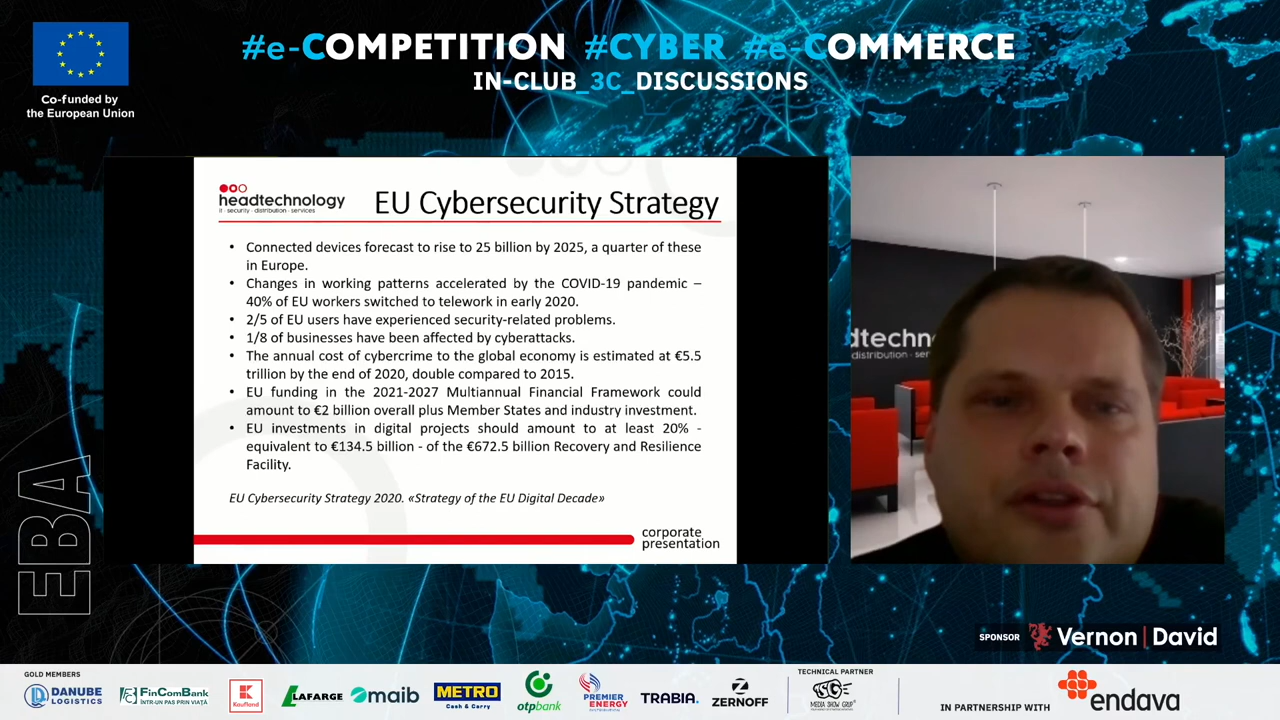 #e-COMPETITION #CYBER #e-COMMERCE
IN-CLUB_3C_DISCUSSIONS
Co-funded by
the European Union
headtechnology
it · security · distribution · services
EU Cybersecurity Strategy
• Connected devices forecast to rise to 25 billion by 2025, a quarter of these
in Europe.
• Changes in working patterns accelerated by the COVID-19 pandemic –
40% of EU workers switched to telework in early 2020.
• 2/5 of EU users have experienced security-related problems.
• 1/8 of businesses have been affected by cyberattacks.
• The annual cost of cybercrime to the global economy is estimated at €5.5
trillion by the end of 2020, double compared to 2015.
• EU funding in the 2021-2027 Multiannual Financial Framework could
amount to €2 billion overall plus Member States and industry investment.
• EU investments in digital projects should amount to at least 20% -
equivalent to €134.5 billion - of the €672.5 billion Recovery and Resilience
Facility.
EU Cybersecurity Strategy 2020. «Strategy of the EU Digital Decade»
corporate
presentation
dtechn
distribution · ser
EBA
SPONSOR Vernon | David
GOLD MEMBERS
DANUBE
LOGISTICS
FinComBank
ÎNTR-UN PAS PRIN VIAȚĂ
Kaufland
LAFARGE
maib
METRO
Cash & Carry
otpbank
PREMIER
ENERGY
TRABIA
ZERNOFF
TECHNICAL PARTNER
MEDIA SHOW GRUP
IN PARTNERSHIP WITH
endava